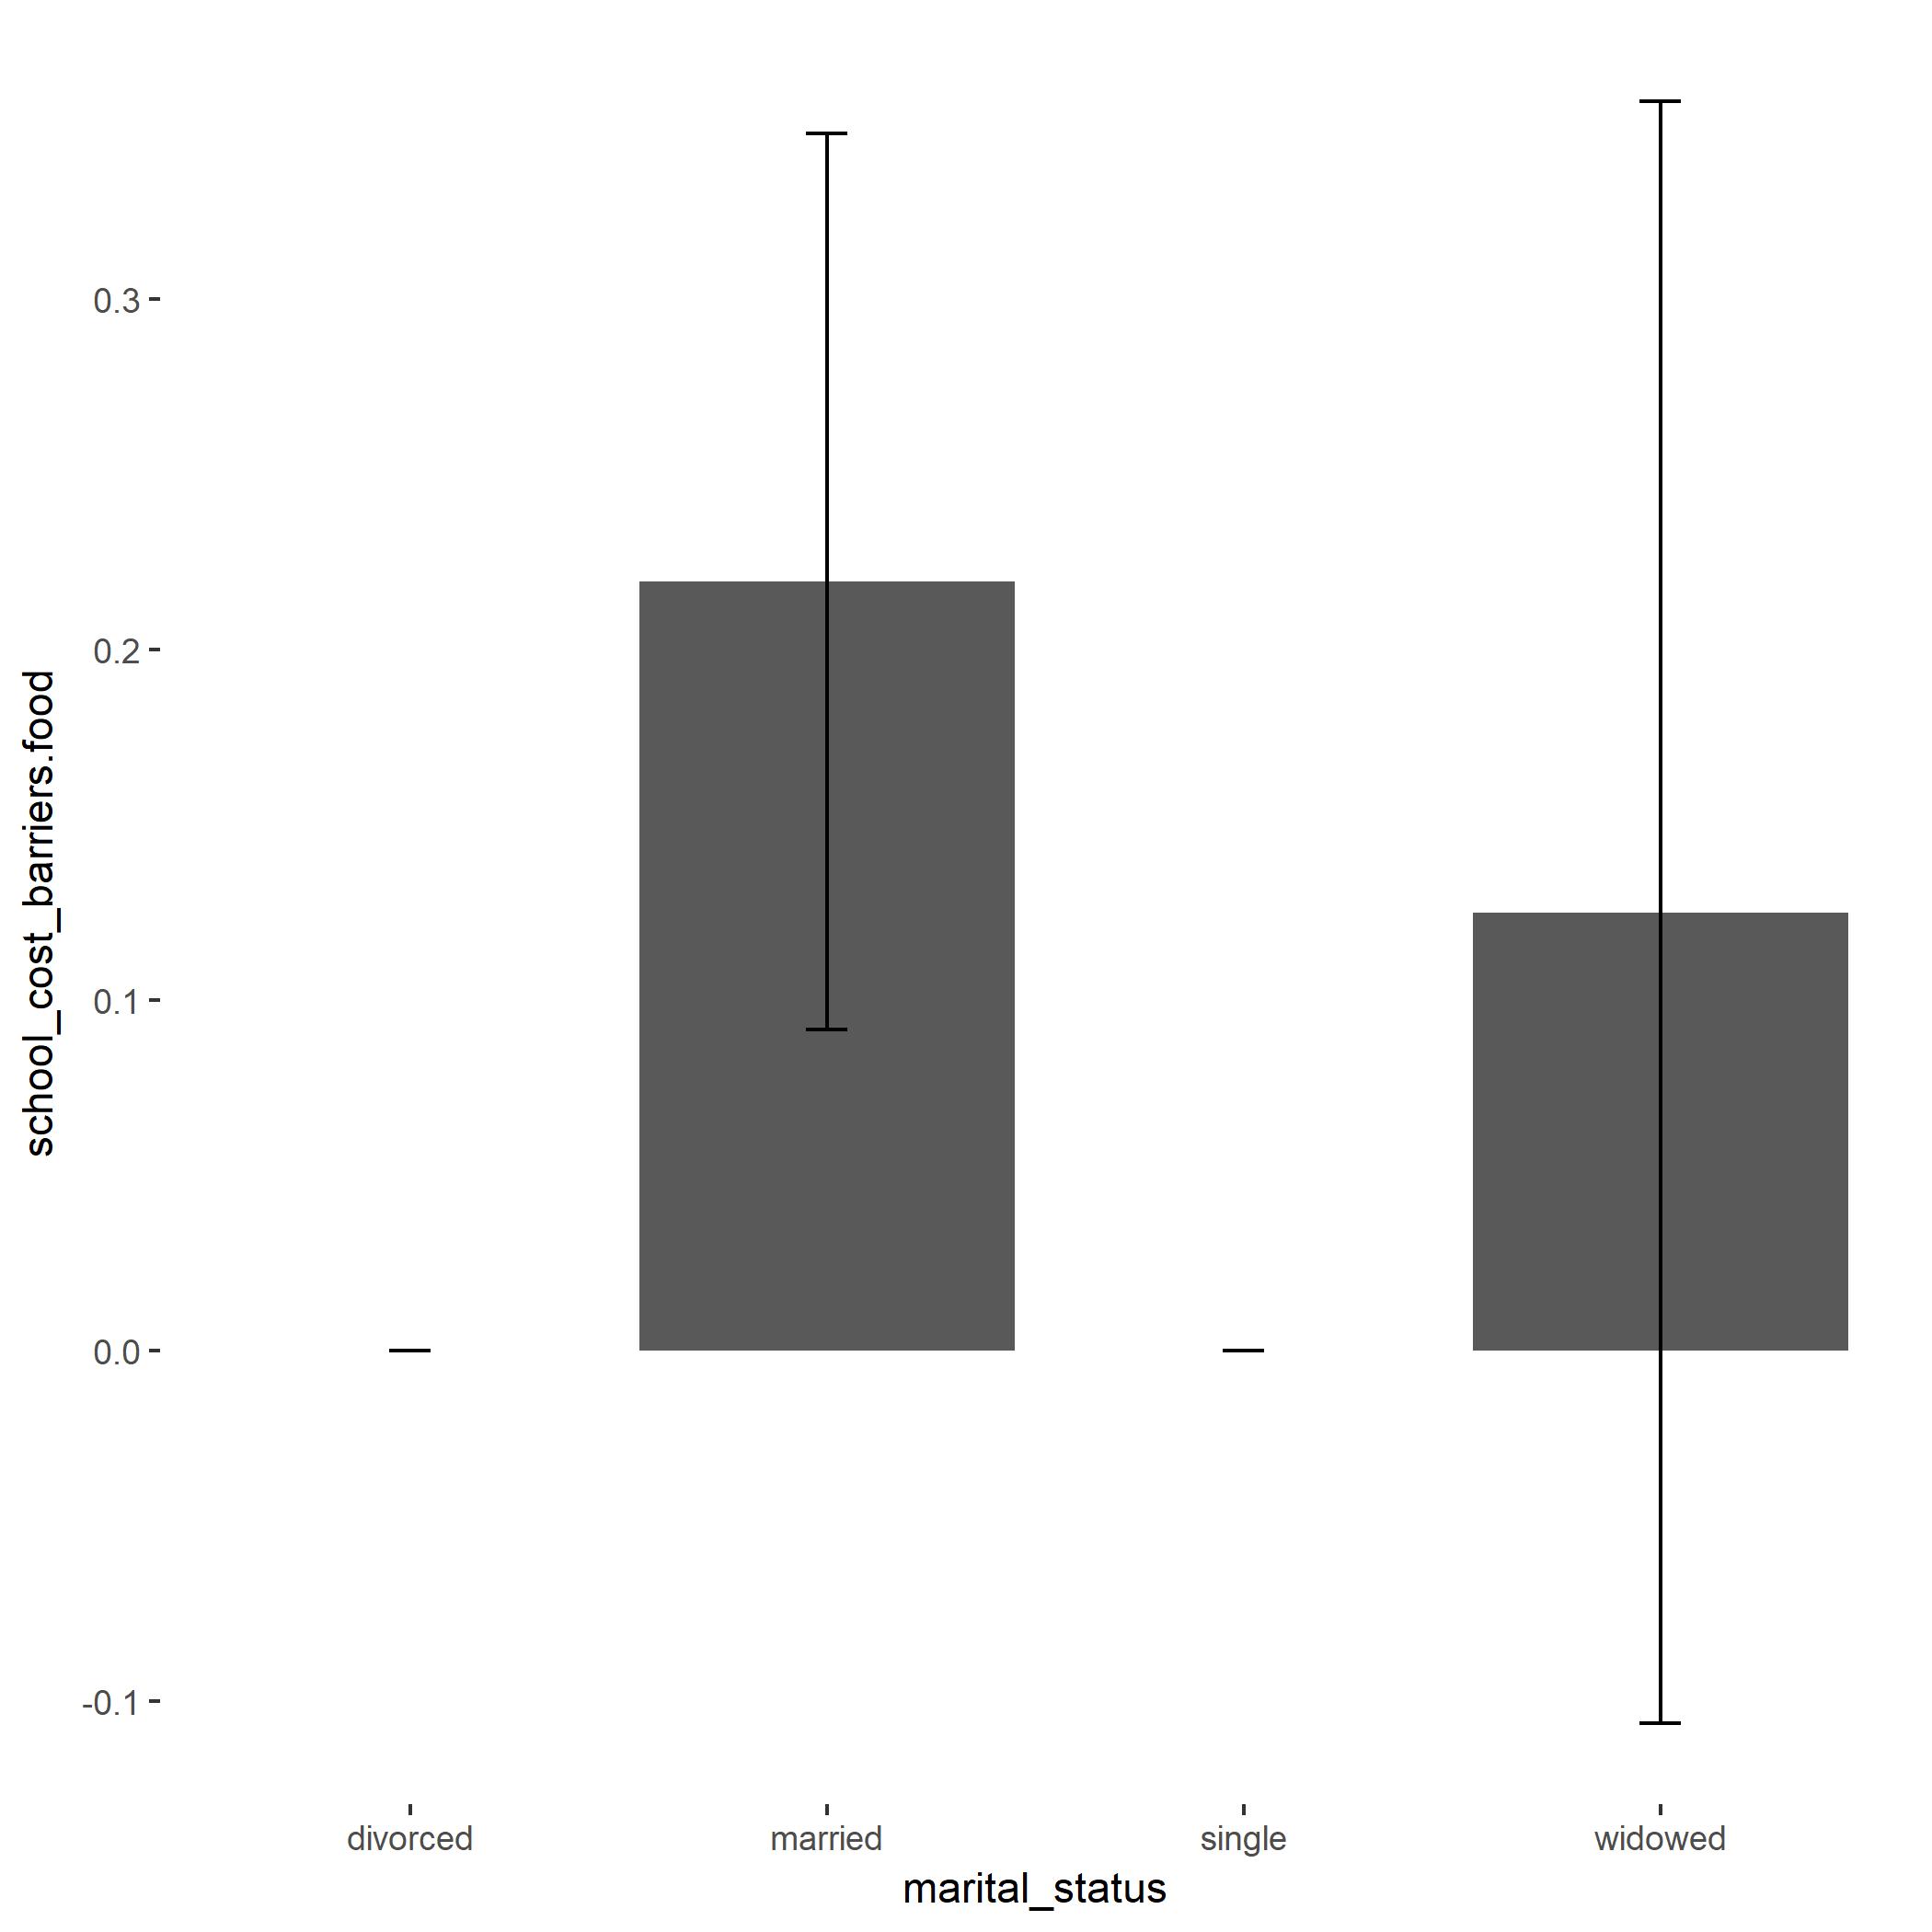 school_cost_barriers.food
0.3
0.2
0.1
0.0
-0.1
divorced married single widowed
marital_status